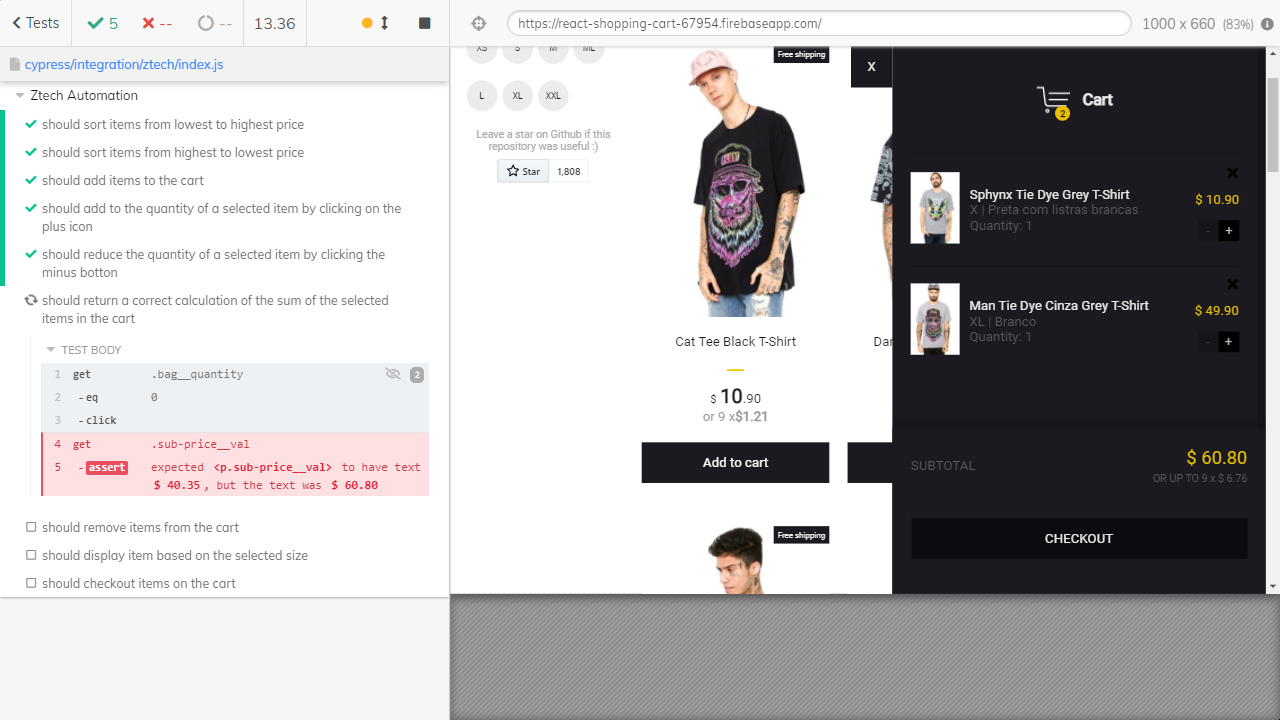 Tests
5
--
--
13.36
https://react-shopping-cart-67954.firebaseapp.com/
1000 x 660 (83%)
cypress/integration/ztech/index.js
Ztech Automation
should sort items from lowest to highest price
should sort items from highest to lowest price
should add items to the cart
should add to the quantity of a selected item by clicking on the
plus icon
should reduce the quantity of a selected item by clicking the
minus botton
should return a correct calculation of the sum of the selected
items in the cart
TEST BODY
1 get .bag__quantity 2
2 - eq 0
3 - click
4 get .sub-price__val
5 - assert expected <p.sub-price__val> to have text
$ 40.35, but the text was $ 60.80
should remove items from the cart
should display item based on the selected size
should checkout items on the cart
XS S M ML
L XL XXL
Leave a star on Github if this
repository was useful :)
Star 1,808
Free shipping
Cat Tee Black T-Shirt
$ 10.90
or 9 x$1.21
Add to cart
Free shipping
Dar
X
2
Cart
Sphynx Tie Dye Grey T-Shirt
X | Preta com listras brancas
Quantity: 1
$ 10.90
- +
Man Tie Dye Cinza Grey T-Shirt
XL | Branco
Quantity: 1
$ 49.90
- +
SUBTOTAL
$ 60.80
OR UP TO 9 x $ 6.76
CHECKOUT